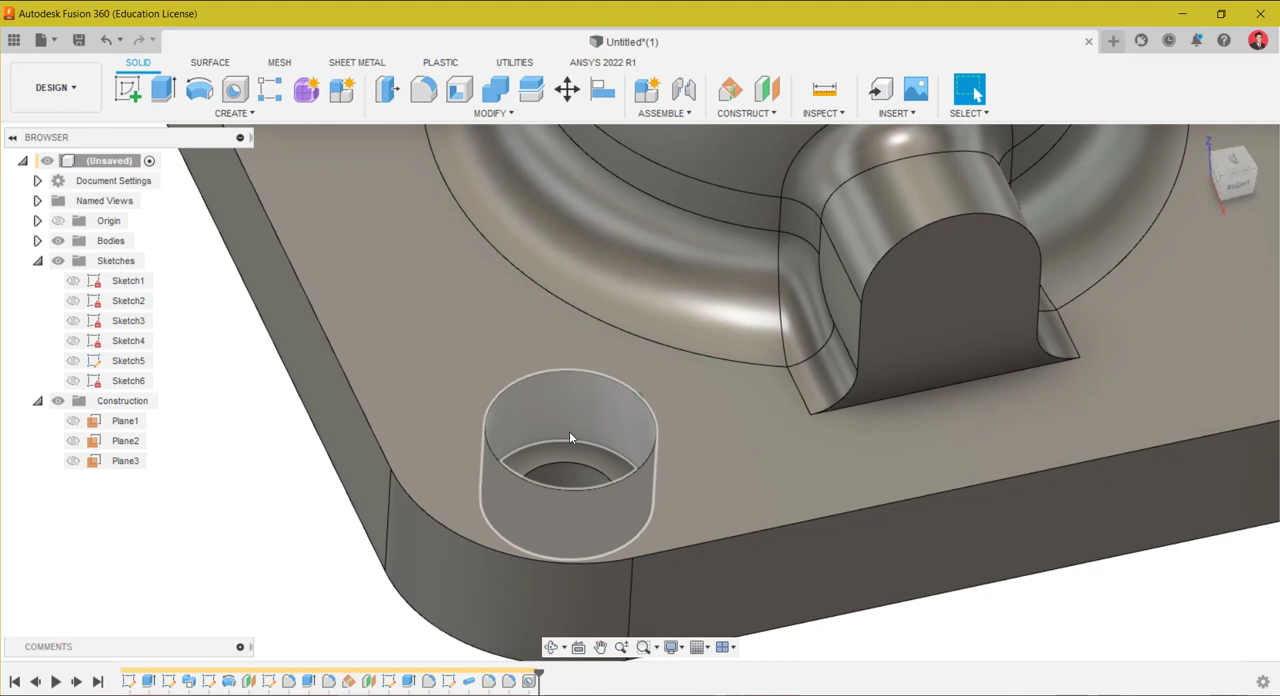 Autodesk Fusion 360 (Education License)
Untitled*(1)
SOLID SURFACE MESH SHEET METAL PLASTIC UTILITIES ANSYS 2022 R1
DESIGN
CREATE MODIFY ASSEMBLE CONSTRUCT INSPECT INSERT SELECT
BROWSER
(Unsaved)
Document Settings
Named Views
Origin
Bodies
Sketches
Sketch1
Sketch2
Sketch3
Sketch4
Sketch5
Sketch6
Construction
Plane1
Plane2
Plane3
Z
RIGHT
X
COMMENTS